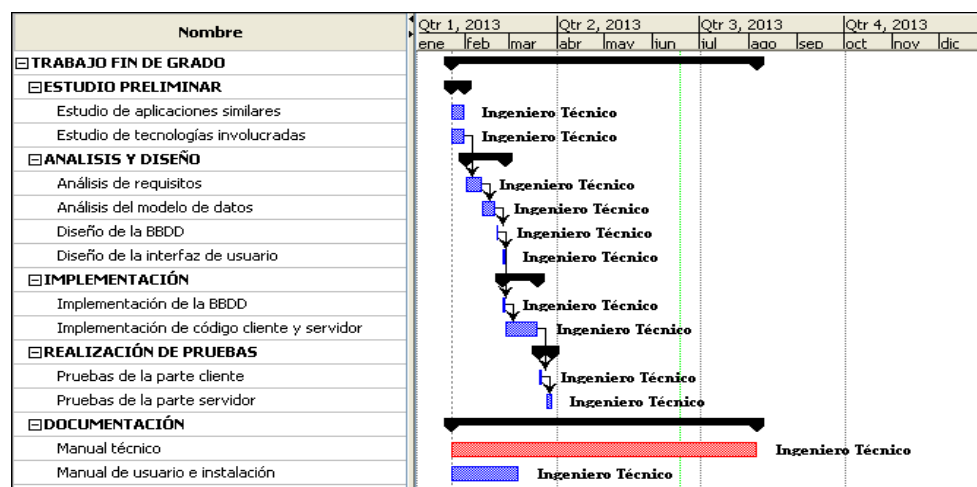 Nombre
Qtr 1, 2013 Qtr 2, 2013 Qtr 3, 2013 Qtr 4, 2013
ene feb mar abr may jun jul ago sep oct nov dic
TRABAJO FIN DE GRADO
ESTUDIO PRELIMINAR
Estudio de aplicaciones similares Ingeniero Técnico
Estudio de tecnologías involucradas Ingeniero Técnico
ANALISIS Y DISEÑO
Análisis de requisitos Ingeniero Técnico
Análisis del modelo de datos Ingeniero Técnico
Diseño de la BBDD Ingeniero Técnico
Diseño de la interfaz de usuario Ingeniero Técnico
IMPLEMENTACIÓN
Implementación de la BBDD Ingeniero Técnico
Implementación de código cliente y servidor Ingeniero Técnico
REALIZACIÓN DE PRUEBAS
Pruebas de la parte cliente Ingeniero Técnico
Pruebas de la parte servidor Ingeniero Técnico
DOCUMENTACIÓN
Manual técnico Ingeniero Técnico
Manual de usuario e instalación Ingeniero Técnico